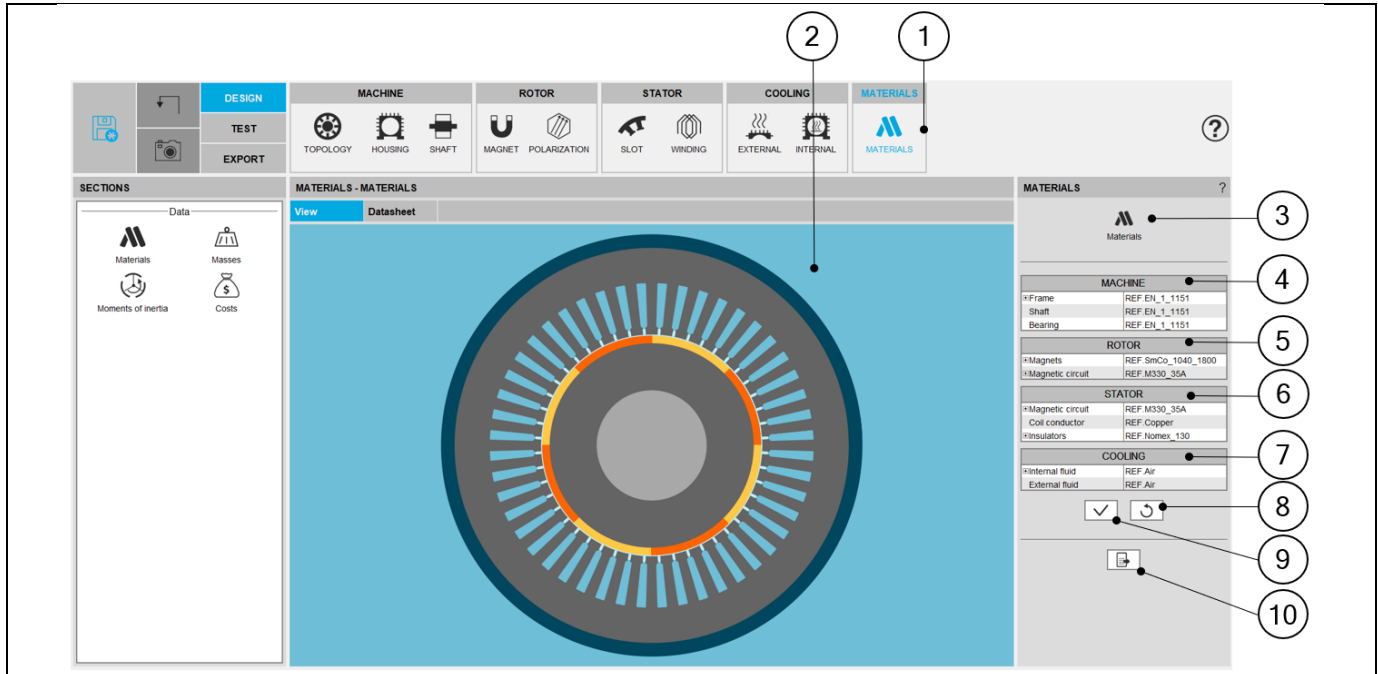 2
1
DESIGN
TEST
EXPORT
MACHINE
TOPOLOGY HOUSING SHAFT
ROTOR
MAGNET POLARIZATION
STATOR
SLOT WINDING
COOLING
EXTERNAL INTERNAL
MATERIALS
MATERIALS
?
SECTIONS
Data
Materials Masses
Moments of inertia Costs
$
MATERIALS - MATERIALS
View Datasheet
MATERIALS ?
Materials
3
MACHINE
4
Frame REF.EN_1_1151
Shaft REF.EN_1_1151
Bearing REF.EN_1_1151
ROTOR
5
Magnets REF.SmCo_1040_1800
Magnetic circuit REF.M330_35A
STATOR
6
Magnetic circuit REF.M330_35A
Coil conductor REF.Copper
Insulators REF.Nomex_130
COOLING
7
Internal fluid REF.Air
External fluid REF.Air
8
9
10